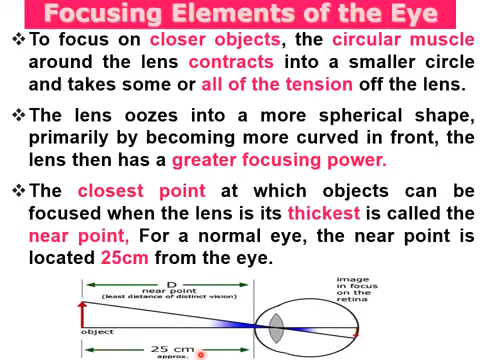 Focusing Elements of the Eye
❖ To focus on closer objects, the circular muscle
around the lens contracts into a smaller circle
and takes some or all of the tension off the lens.
❖ The lens oozes into a more spherical shape,
primarily by becoming more curved in front, the
lens then has a greater focusing power.
❖ The closest point at which objects can be
focused when the lens is its thickest is called the
near point, For a normal eye, the near point is
located 25cm from the eye.
D
near point
(least distance of distinct vision)
image
in focus
on the
retina
object
25 cm
approx.